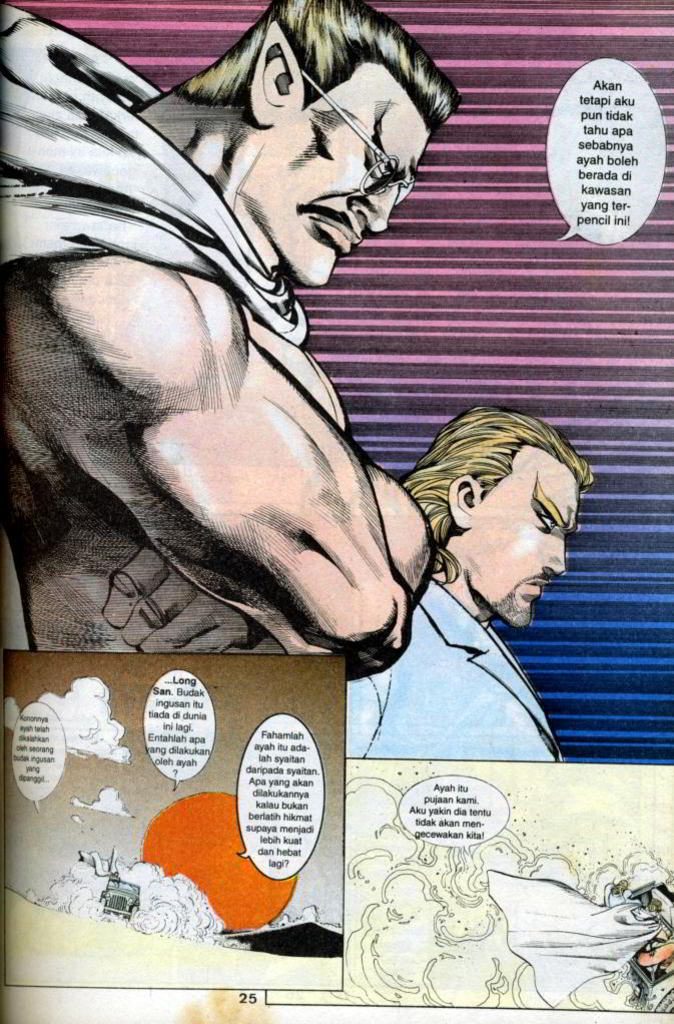 Akan
tetapi aku
pun tidak
tahu apa
sebabnya
ayah boleh
berada di
kawasan
yang ter-
pencil ini!
Kononnya
ayah telah
dikalahkan
oleh seorang
budak ingusan
yang
dipanggil...
...Long
San. Budak
ingusan itu
tiada di dunia
ini lagi.
Entahlah apa
yang dilakukan
oleh ayah
?
Fahamlah
ayah itu ada-
lah syaitan
daripada syaitan.
Apa yang akan
dilakukannya
kalau bukan
berlatih hikmat
supaya menjadi
lebih kuat
dan hebat
lagi?
Ayah itu
pujaan kami.
Aku yakin dia tentu
tidak akan men-
gecewakan kita!
25